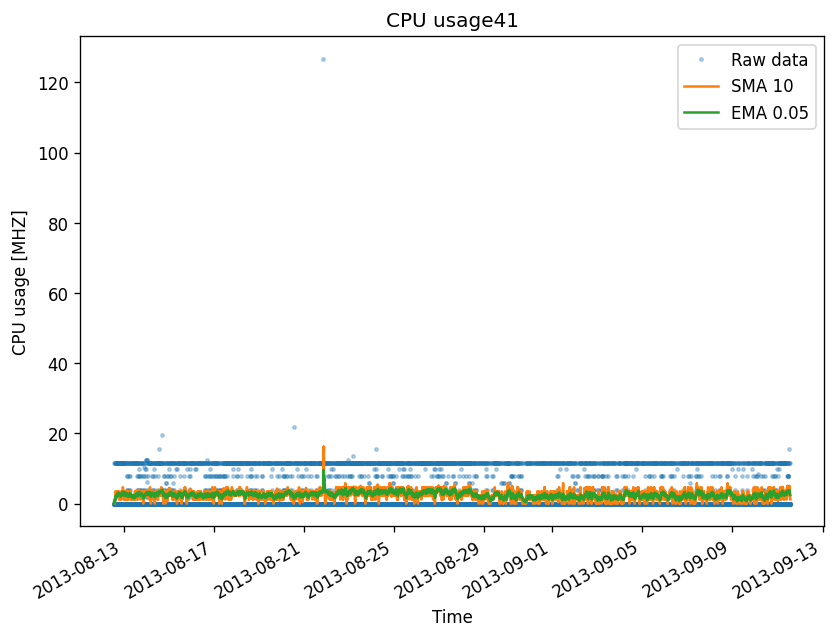 CPU usage41
Raw data
SMA 10
EMA 0.05
CPU usage [MHZ]
120
100
80
60
40
20
0
2013-08-13
2013-08-17
2013-08-21
2013-08-25
2013-08-29
2013-09-01
2013-09-05
2013-09-09
2013-09-13
Time